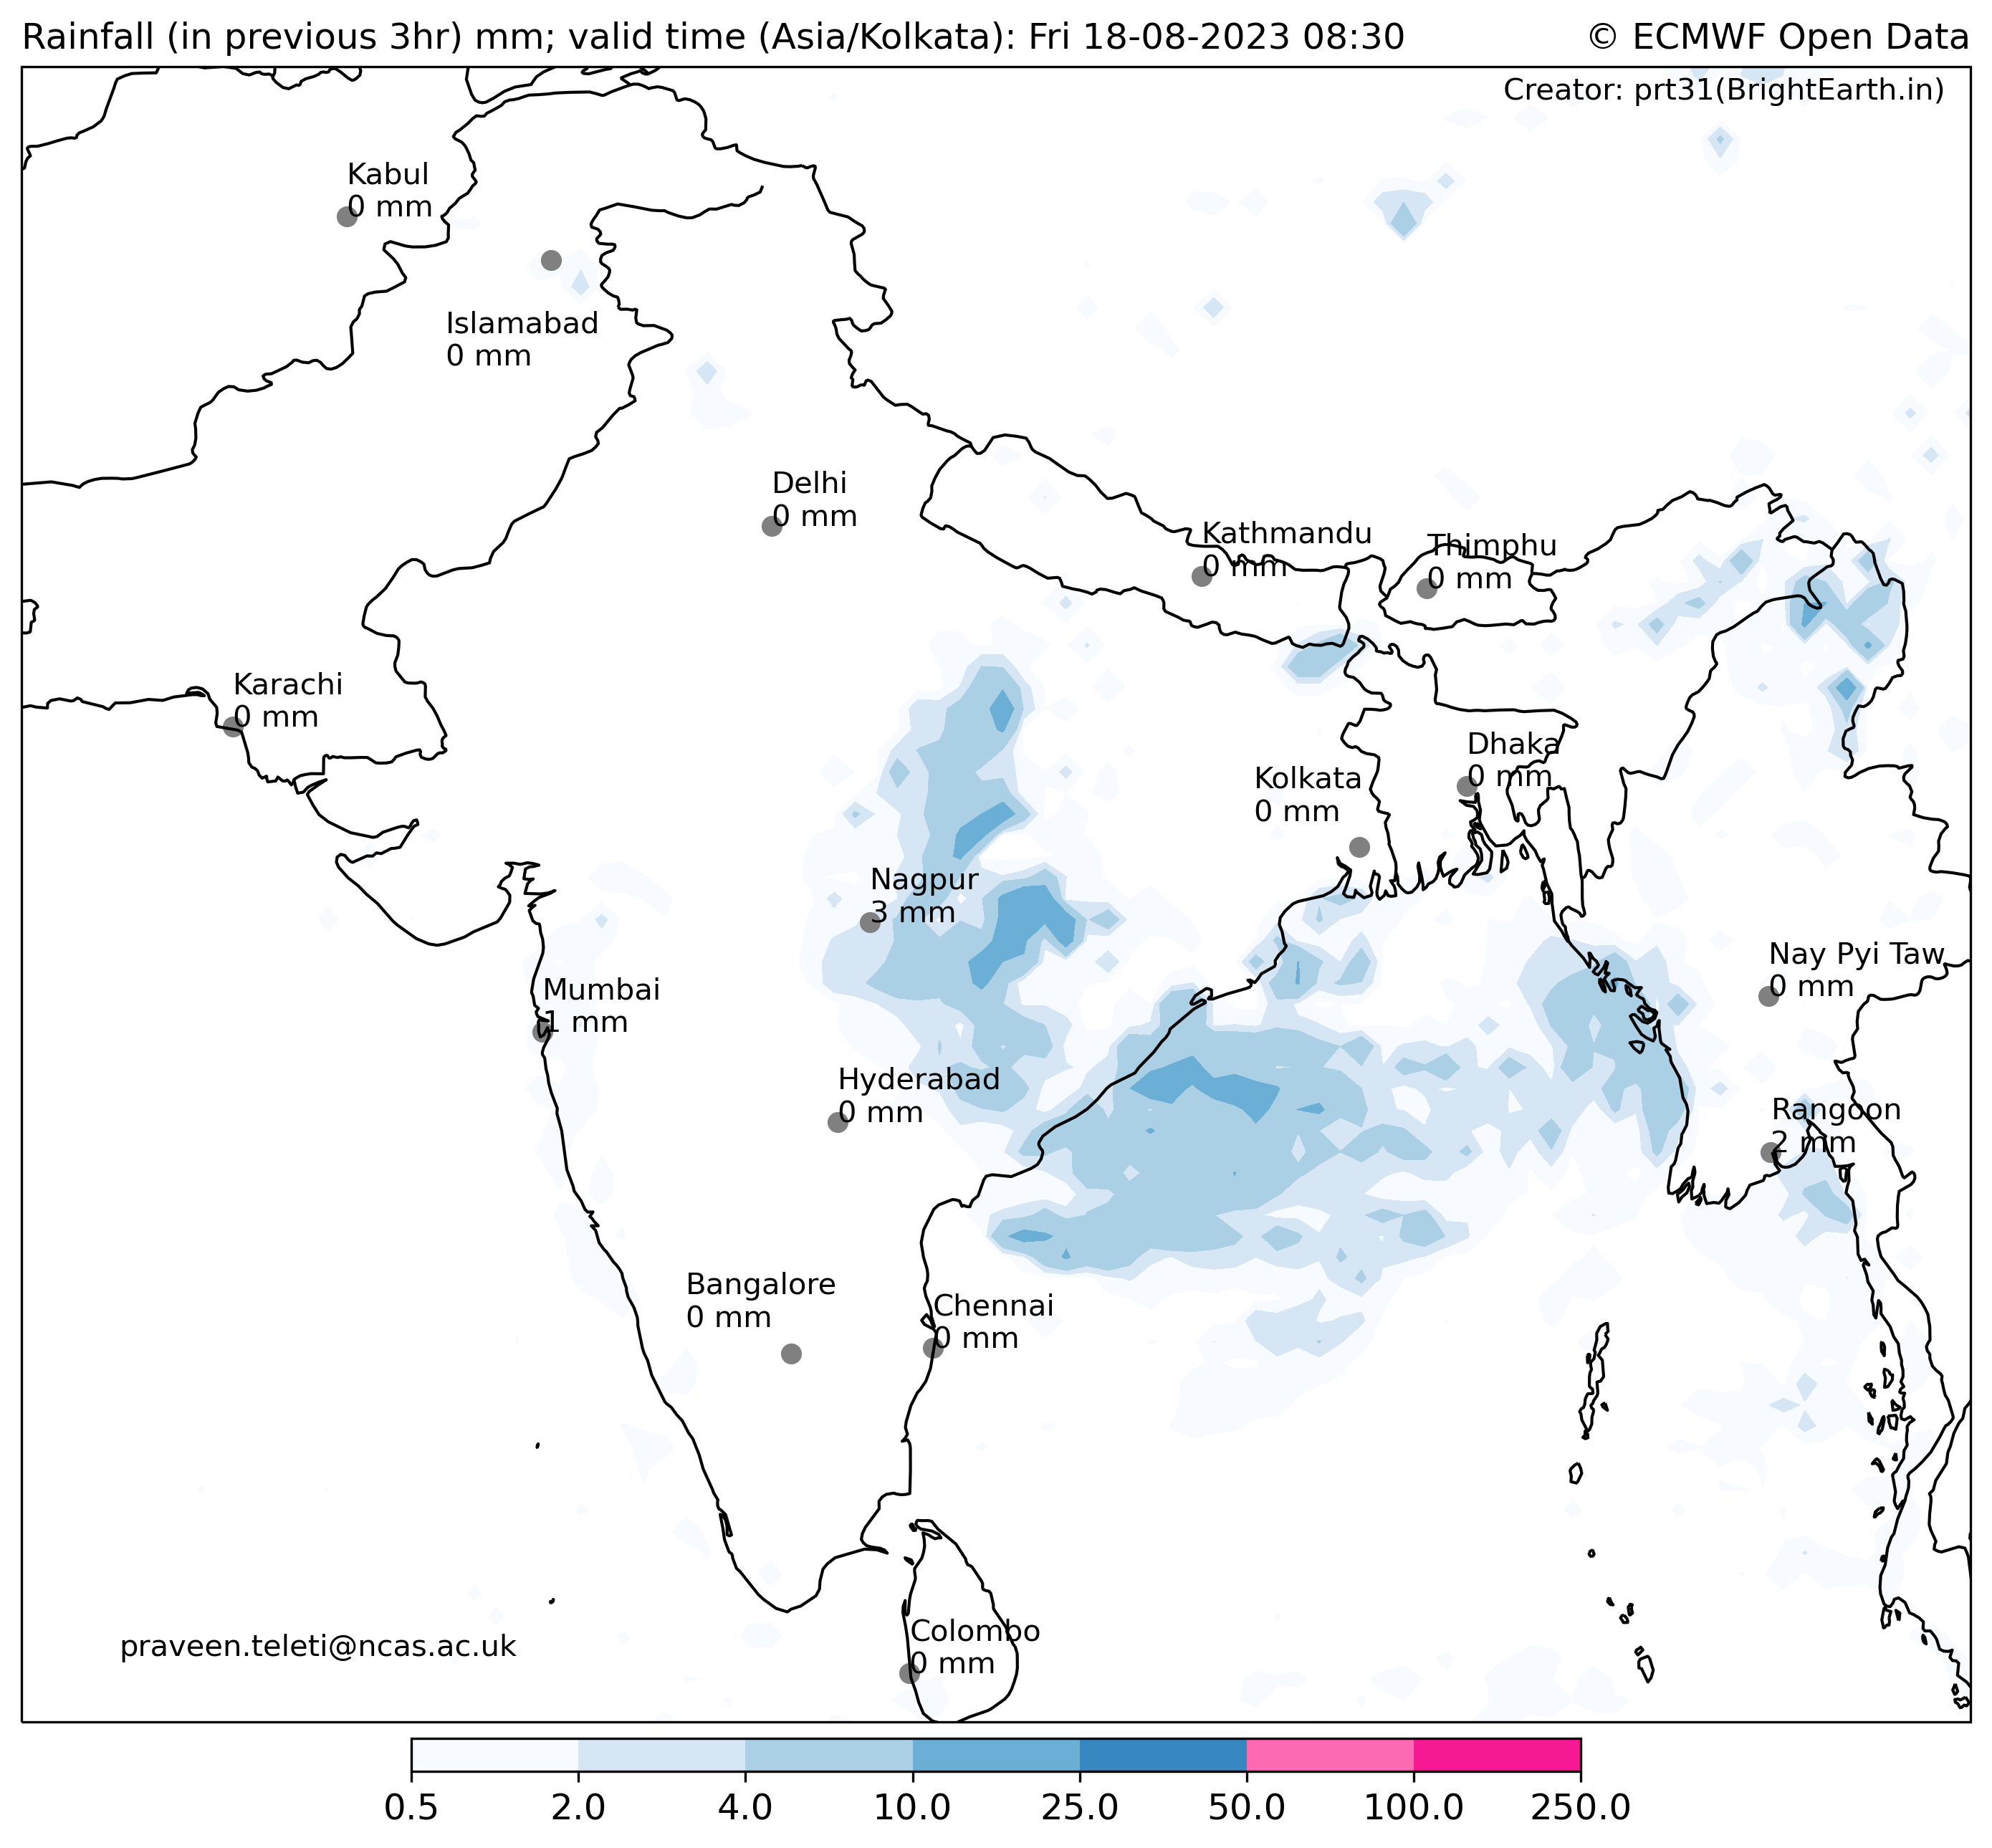 Rainfall (in previous 3hr) mm; valid time (Asia/Kolkata): Fri 18-08-2023 08:30
© ECMWF Open Data
Creator: prt31(BrightEarth.in)
Kabul
0 mm
Islamabad
0 mm
Delhi
0 mm
Kathmandu
0 mm
Thimphu
0 mm
Karachi
0 mm
Dhaka
0 mm
Kolkata
0 mm
Nagpur
3 mm
Nay Pyi Taw
0 mm
Mumbai
1 mm
Hyderabad
0 mm
Rangoon
2 mm
Bangalore
0 mm
Chennai
0 mm
Colombo
0 mm
praveen.teleti@ncas.ac.uk
0.5 2.0 4.0 10.0 25.0 50.0 100.0 250.0